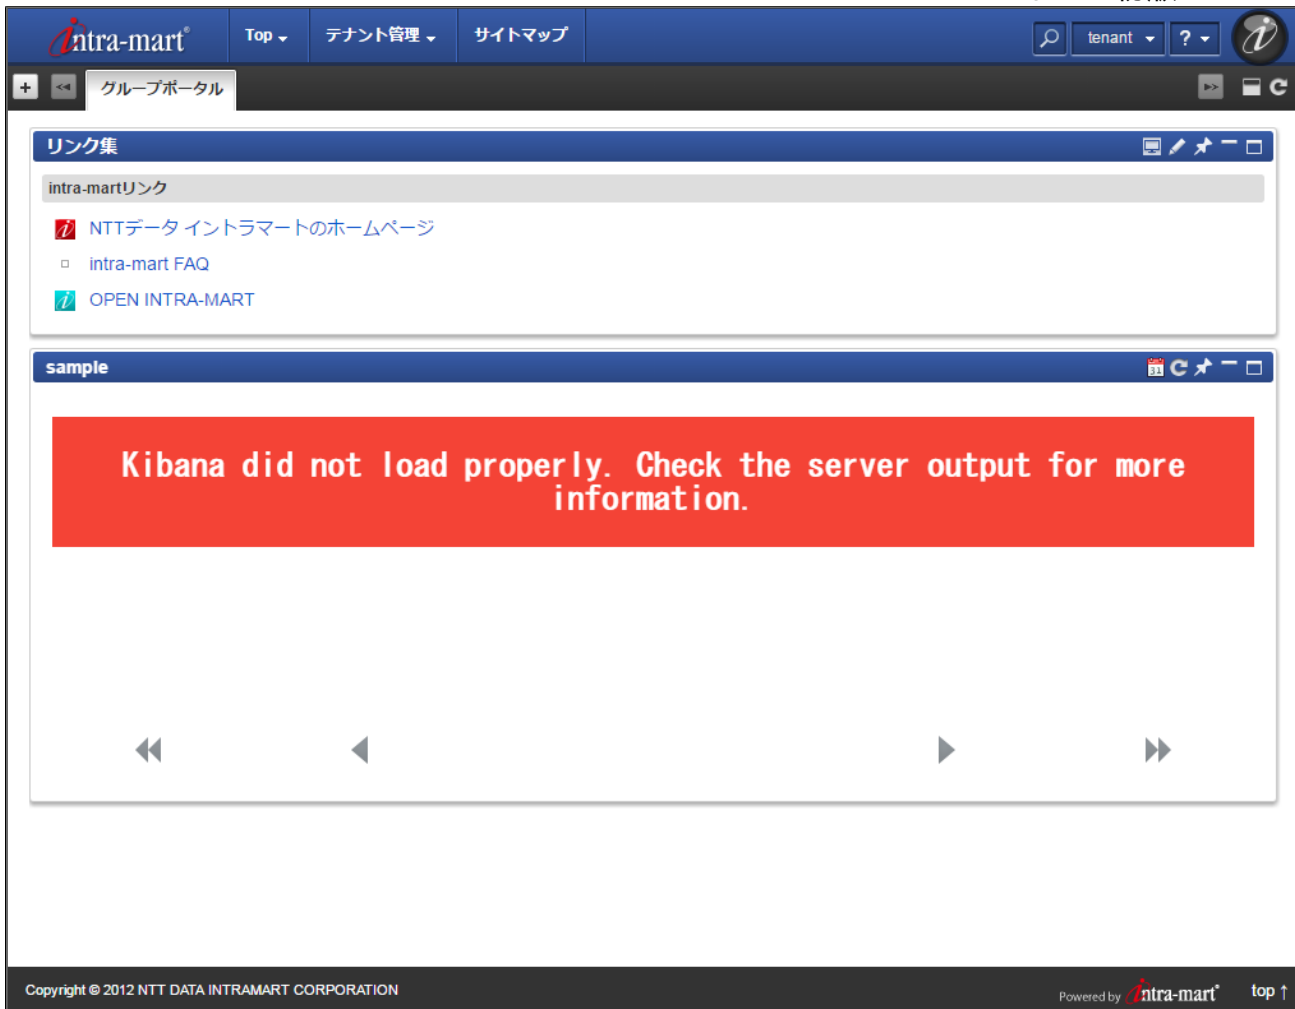 intra-mart®
Top
テナント管理
サイトマップ
tenant
?
グループポータル
リンク集
intra-martリンク
NTTデータ イントラマートのホームページ
intra-mart FAQ
OPEN INTRA-MART
sample
31
Kibana did not load properly. Check the server output for more
information.
Copyright © 2012 NTT DATA INTRAMART CORPORATION
Powered by intra-mart®
top ↑